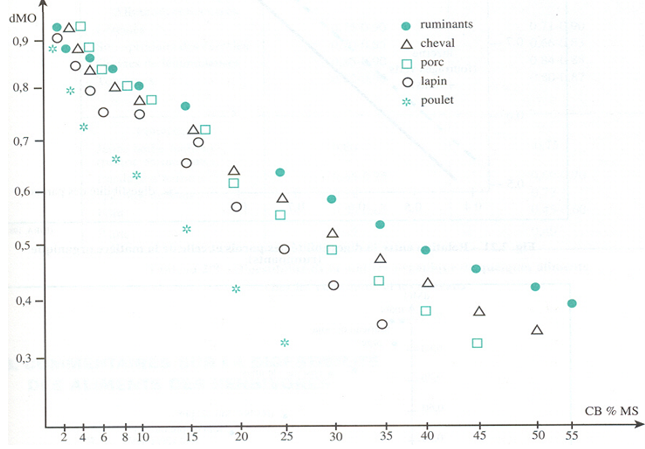 dMO
ruminants
cheval
porc
lapin
poulet
0,9
0,8
0,7
0,6
0,5
0,4
0,3
CB % MS
2 4 6 8 10 15 20 25 30 35 40 45 50 55